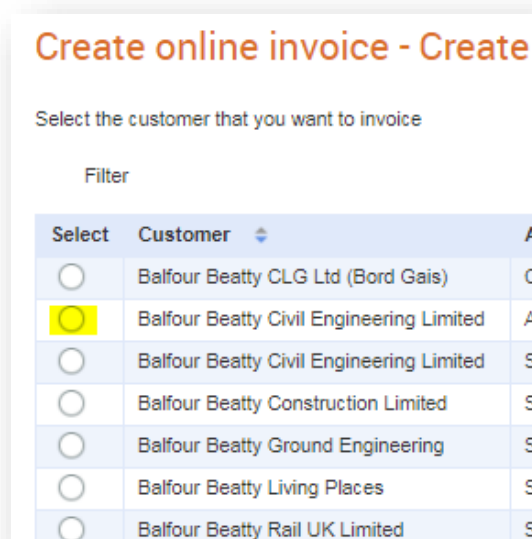 Create online invoice - Create
Select the customer that you want to invoice
Filter
Select Customer
Balfour Beatty CLG Ltd (Bord Gais)
Balfour Beatty Civil Engineering Limited
Balfour Beatty Civil Engineering Limited
Balfour Beatty Construction Limited
Balfour Beatty Ground Engineering
Balfour Beatty Living Places
Balfour Beatty Rail UK Limited